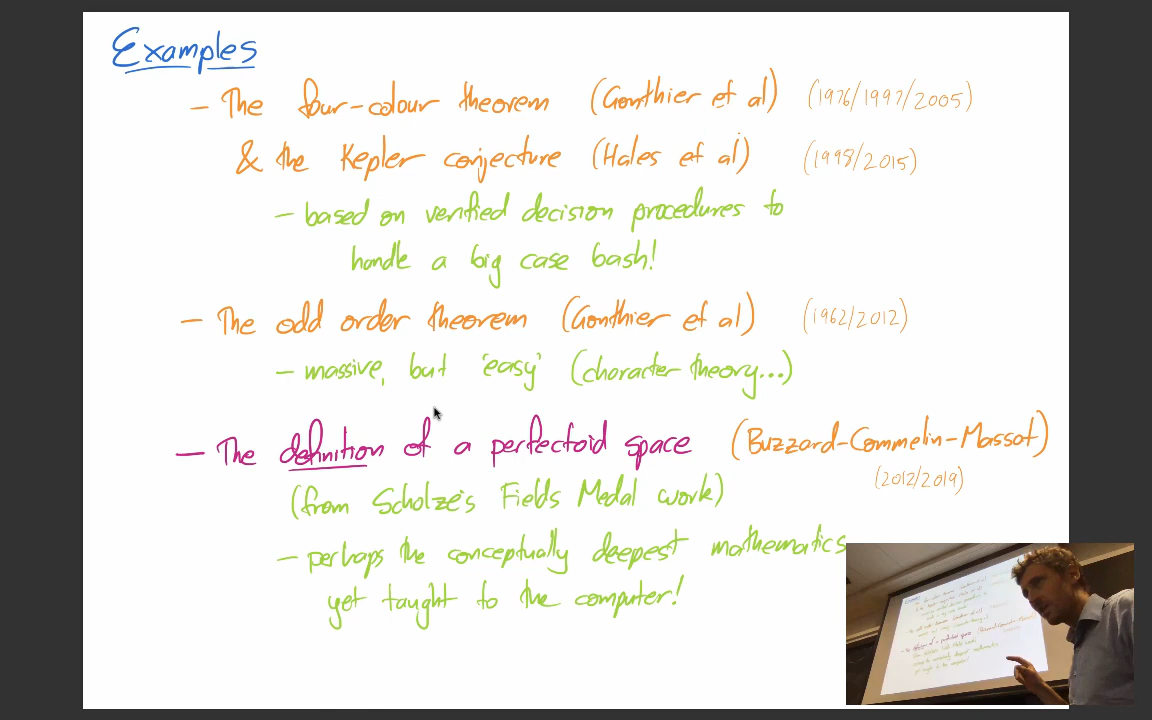 Examples
- The four-colour theorem (Gonthier et al) (1976/1997/2005)
& the Kepler conjecture (Hales et al) (1998/2015)
- based on verified decision procedures to
handle a big case bash!
- The odd order theorem (Gonthier et al) (1962/2012)
- massive, but 'easy' (character theory...)
- The definition of a perfectoid space (Buzzard-Commelin-Massot)
(2012/2019)
(from Scholze's Fields Medal work)
- perhaps the conceptually deepest mathematics
yet taught to the computer!